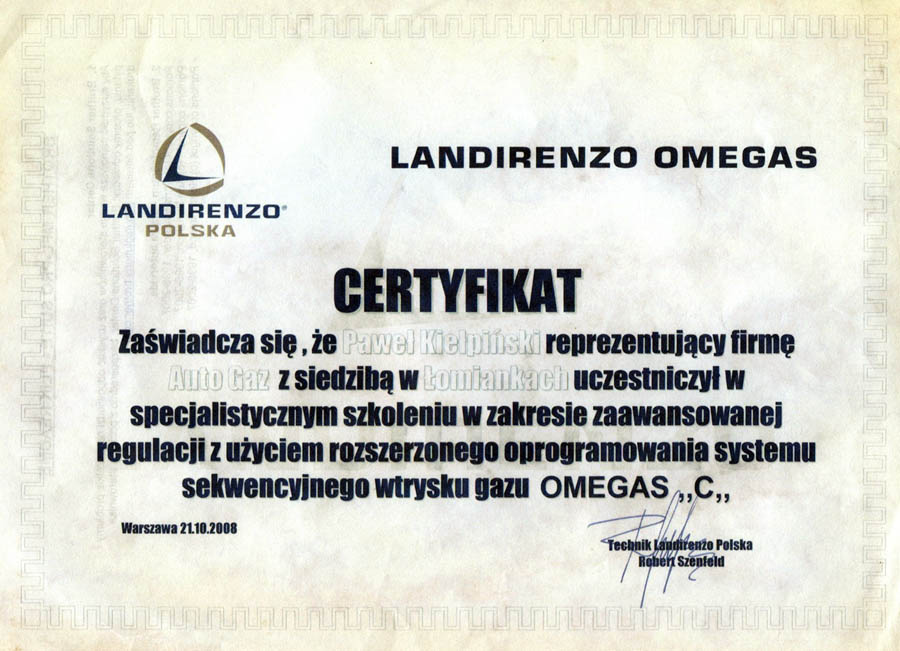 LANDIRENZO OMEGAS
LANDIRENZO®
POLSKA
CERTYFIKAT
Zaświadcza się , że Paweł Kiełpiński reprezentujący firmę
Auto Gaz z siedzibą w Łomiankach uczestniczył w
specjalistycznym szkoleniu w zakresie zaawansowanej
regulacji z użyciem rozszerzonego oprogramowania systemu
sekwencyjnego wtrysku gazu OMEGAS ,,C,,
Warszawa 21.10.2008
Technik Landirenzo Polska
Robert Szenfeld